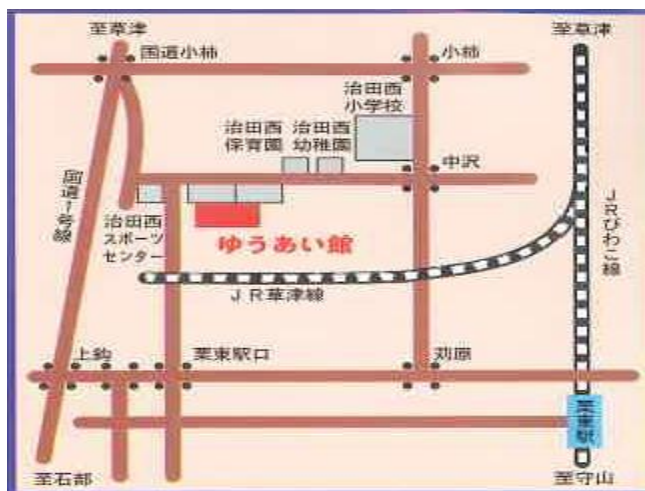 至草津
至草津
国道小柿
小柿
治田西
小学校
治田西
保育園
治田西
幼稚園
中沢
国道1号線
治田西
スポーツ
センター
ゆうあい館
JRびわこ線
JR草津線
上鈎
栗東駅口
苅原
栗東駅
至石部
至守山